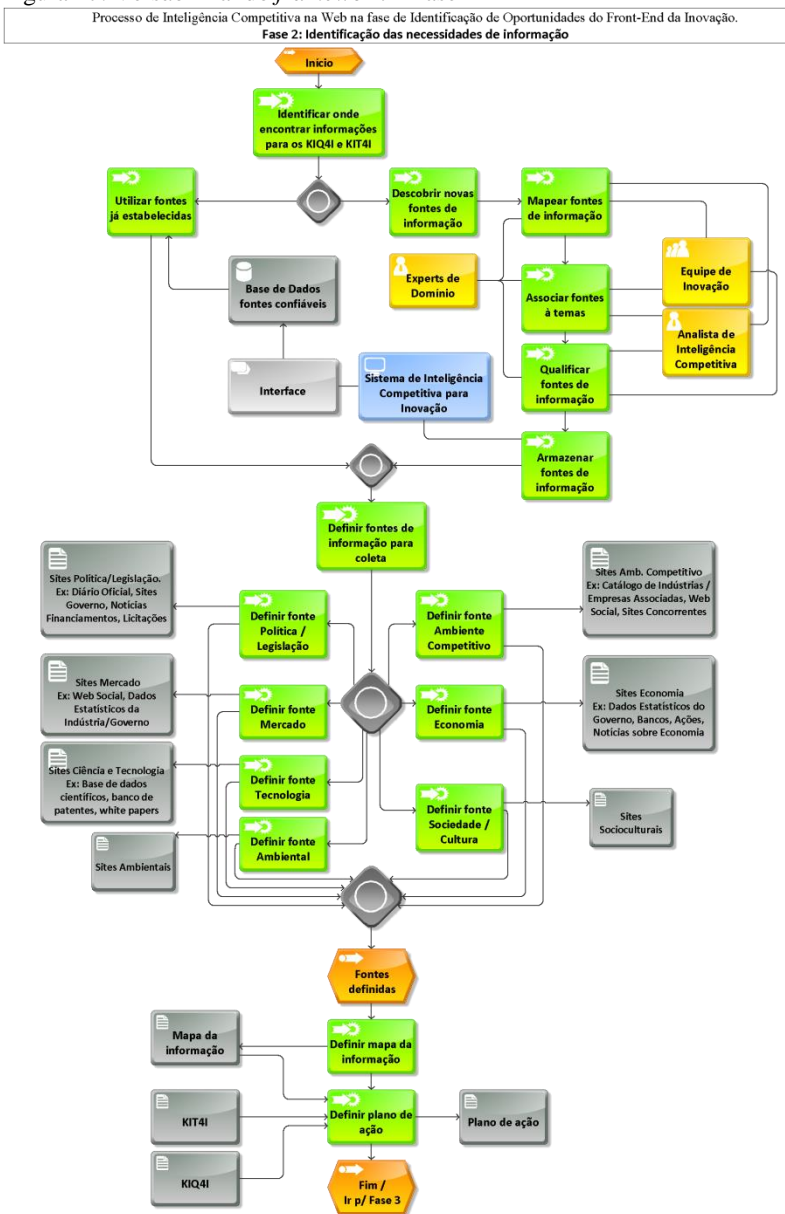 Processo de Inteligência Competitiva na Web na fase de Identificação de Oportunidades do Front-End da Inovação.
Fase 2: Identificação das necessidades de informação
Início
Identificar onde
encontrar informações
para os KIQ4I e KIT4I
Utilizar fontes
já estabelecidas
Descobrir novas
fontes de
informação
Mapear fontes
de informação
Base de Dados
fontes confiáveis
Experts de
Domínio
Associar fontes
à temas
Equipe de
Inovação
Analista de
Inteligência
Competitiva
Interface
Sistema de Inteligência
Competitiva para
Inovação
Qualificar
fontes de
informação
Armazenar
fontes de
informação
Definir fontes de
informação para
coleta
Sites Política/Legislação.
Ex: Diário Oficial, Sites
Governo, Notícias
Financiamentos, Licitações
Definir fonte
Política /
Legislação
Definir fonte
Ambiente
Competitivo
Sites Amb. Competitivo
Ex: Catálogo de Indústrias /
Empresas Associadas, Web
Social, Sites Concorrentes
Sites Mercado
Ex: Web Social, Dados
Estatísticos da
Indústria/Governo
Definir fonte
Mercado
Definir fonte
Economia
Sites Economia
Ex: Dados Estatísticos do
Governo, Bancos, Ações,
Notícias sobre Economia
Sites Ciência e Tecnologia
Ex: Base de dados
científicos, banco de
patentes, white papers
Definir fonte
Tecnologia
Definir fonte
Sociedade /
Cultura
Sites
Socioculturais
Sites Ambientais
Definir fonte
Ambiental
Fontes
definidas
Mapa da
informação
Definir mapa da
informação
KIT4I
Definir plano de
ação
Plano de ação
KIQ4I
Fim /
Ir p/ Fase 3